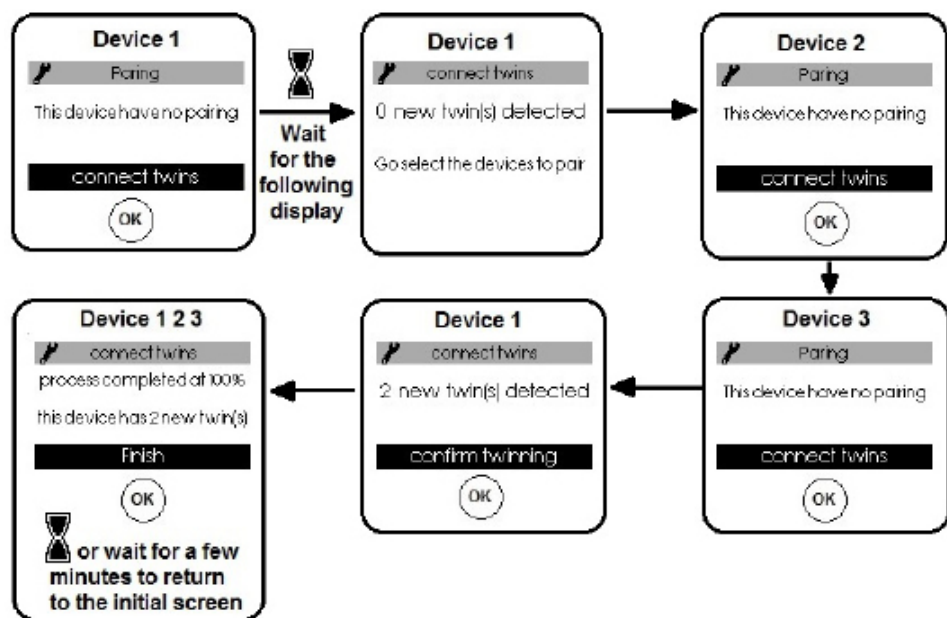 Device 1
Paring
This device have no pairing
connect twins
OK
Wait
for the
following
display
Device 1
connect twins
0 new twin(s) detected
Go select the devices to pair
Device 2
Paring
This device have no pairing
connect twins
OK
Device 3
Paring
This device have no pairing
connect twins
OK
Device 1
connect twins
2 new twin(s) detected
confirm twinning
OK
Device 1 2 3
connect twins
process completed at 100%
this device has 2 new twin(s)
Finish
OK
or wait for a few
minutes to return
to the initial screen